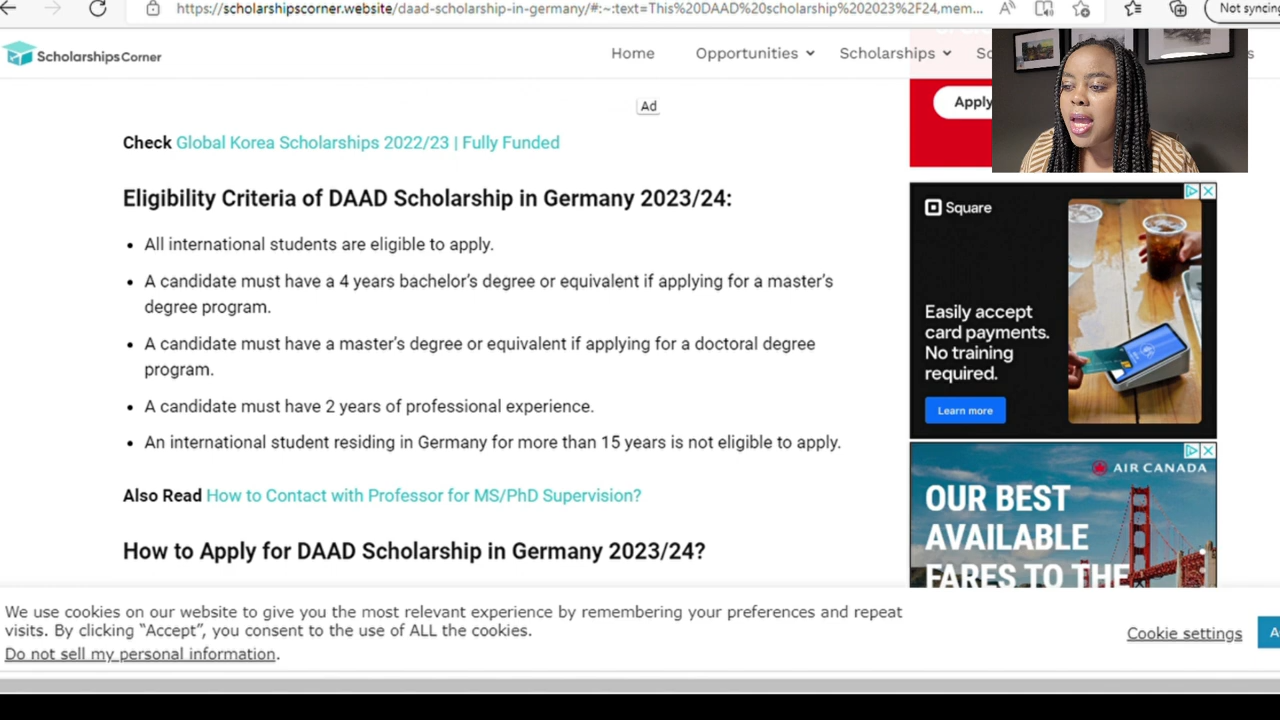 https://scholarshipscorner.website/daad-scholarship-in-germany/#:~:text=This%20DAAD%20scholarship%202023%2F24,mem...
Not syncing
ScholarshipsCorner
Home
Opportunities
Scholarships
Ad
Apply
Check Global Korea Scholarships 2022/23 | Fully Funded
Eligibility Criteria of DAAD Scholarship in Germany 2023/24:
• All international students are eligible to apply.
• A candidate must have a 4 years bachelor's degree or equivalent if applying for a master's
degree program.
• A candidate must have a master's degree or equivalent if applying for a doctoral degree
program.
• A candidate must have 2 years of professional experience.
• An international student residing in Germany for more than 15 years is not eligible to apply.
Also Read How to Contact with Professor for MS/PhD Supervision?
How to Apply for DAAD Scholarship in Germany 2023/24?
Square
Easily accept
card payments.
No training
required.
Learn more
AIR CANADA
OUR BEST
AVAILABLE
FARES TO THE
We use cookies on our website to give you the most relevant experience by remembering your preferences and repeat
visits. By clicking “Accept”, you consent to the use of ALL the cookies.
Do not sell my personal information.
Cookie settings